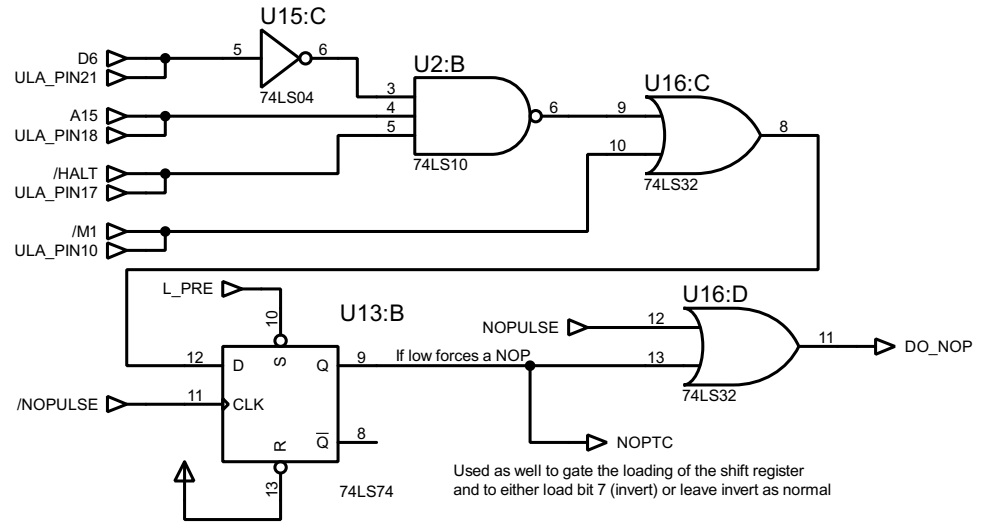 U15:C
D6
5
6
ULA_PIN21
74LS04
U2:B
3
A15
4
6
ULA_PIN18
5
74LS10
U16:C
9
8
10
74LS32
/HALT
ULA_PIN17
/M1
ULA_PIN10
L_PRE
10
U13:B
12
D
S
Q
9
If low forces a NOP
/NOPULSE
11
CLK
R
Q
8
13
74LS74
U16:D
NOPULSE
12
11
DO_NOP
13
74LS32
NOPTC
Used as well to gate the loading of the shift register
and to either load bit 7 (invert) or leave invert as normal